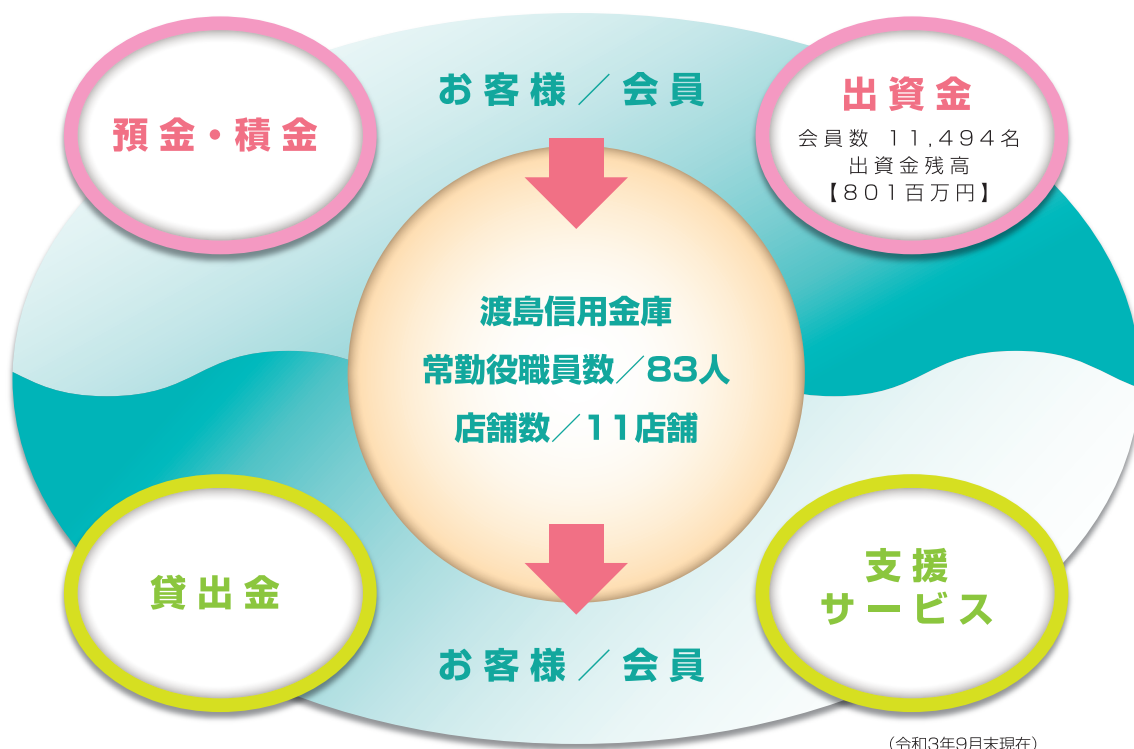 預金・積金
お客様／会員
出資金
会員数 11,494名
出資金残高
【801百万円】
渡島信用金庫
常勤役職員数／83人
店舗数／11店舗
貸出金
支援
サービス
お客様／会員
（令和3年9月末現在）